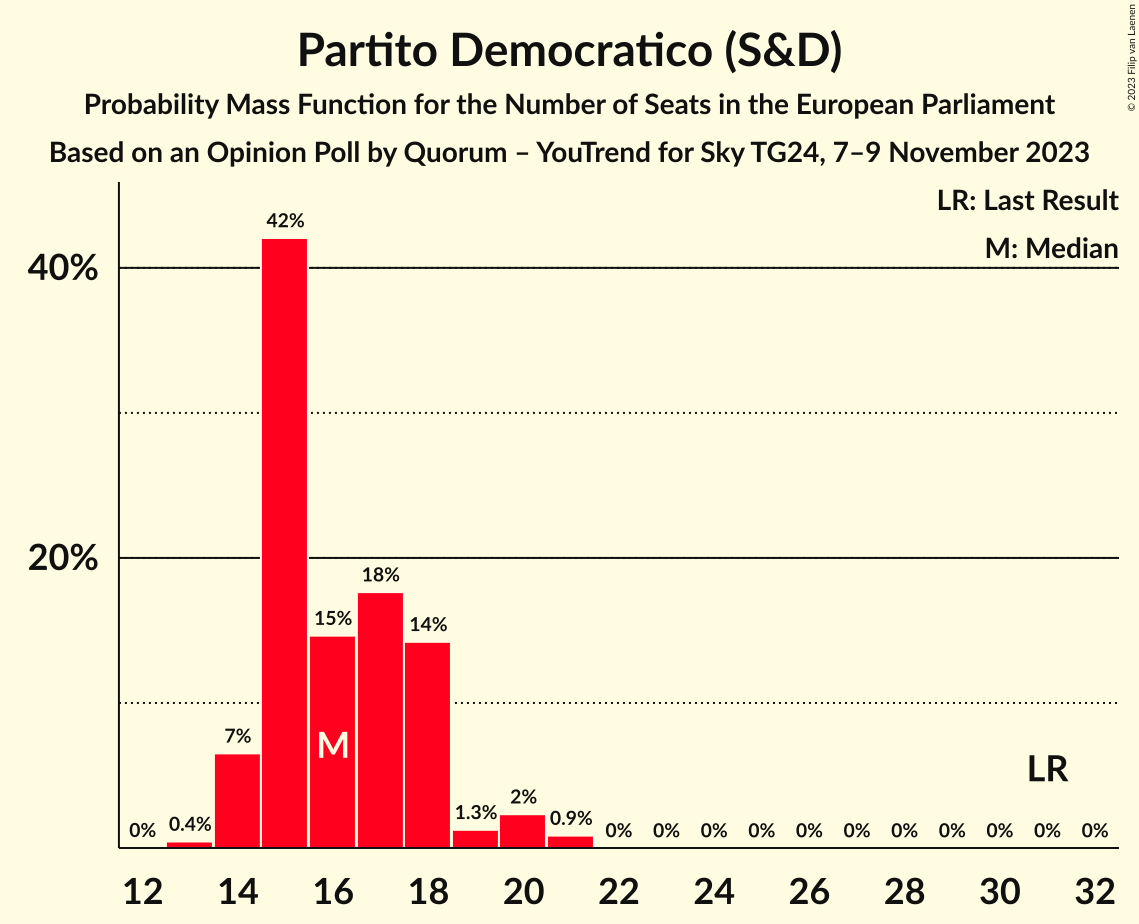 Partito Democratico (S&D)
Probability Mass Function for the Number of Seats in the European Parliament
Based on an Opinion Poll by Quorum – YouTrend for Sky TG24, 7–9 November 2023
© 2023 Filip van Laenen
LR: Last Result
M: Median
40%
20%
0%
0.4%
7%
42%
15%
18%
14%
1.3%
2%
0.9%
0%
0%
0%
0%
0%
0%
0%
0%
0%
0%
0%
M
LR
12 14 16 18 20 22 24 26 28 30 32